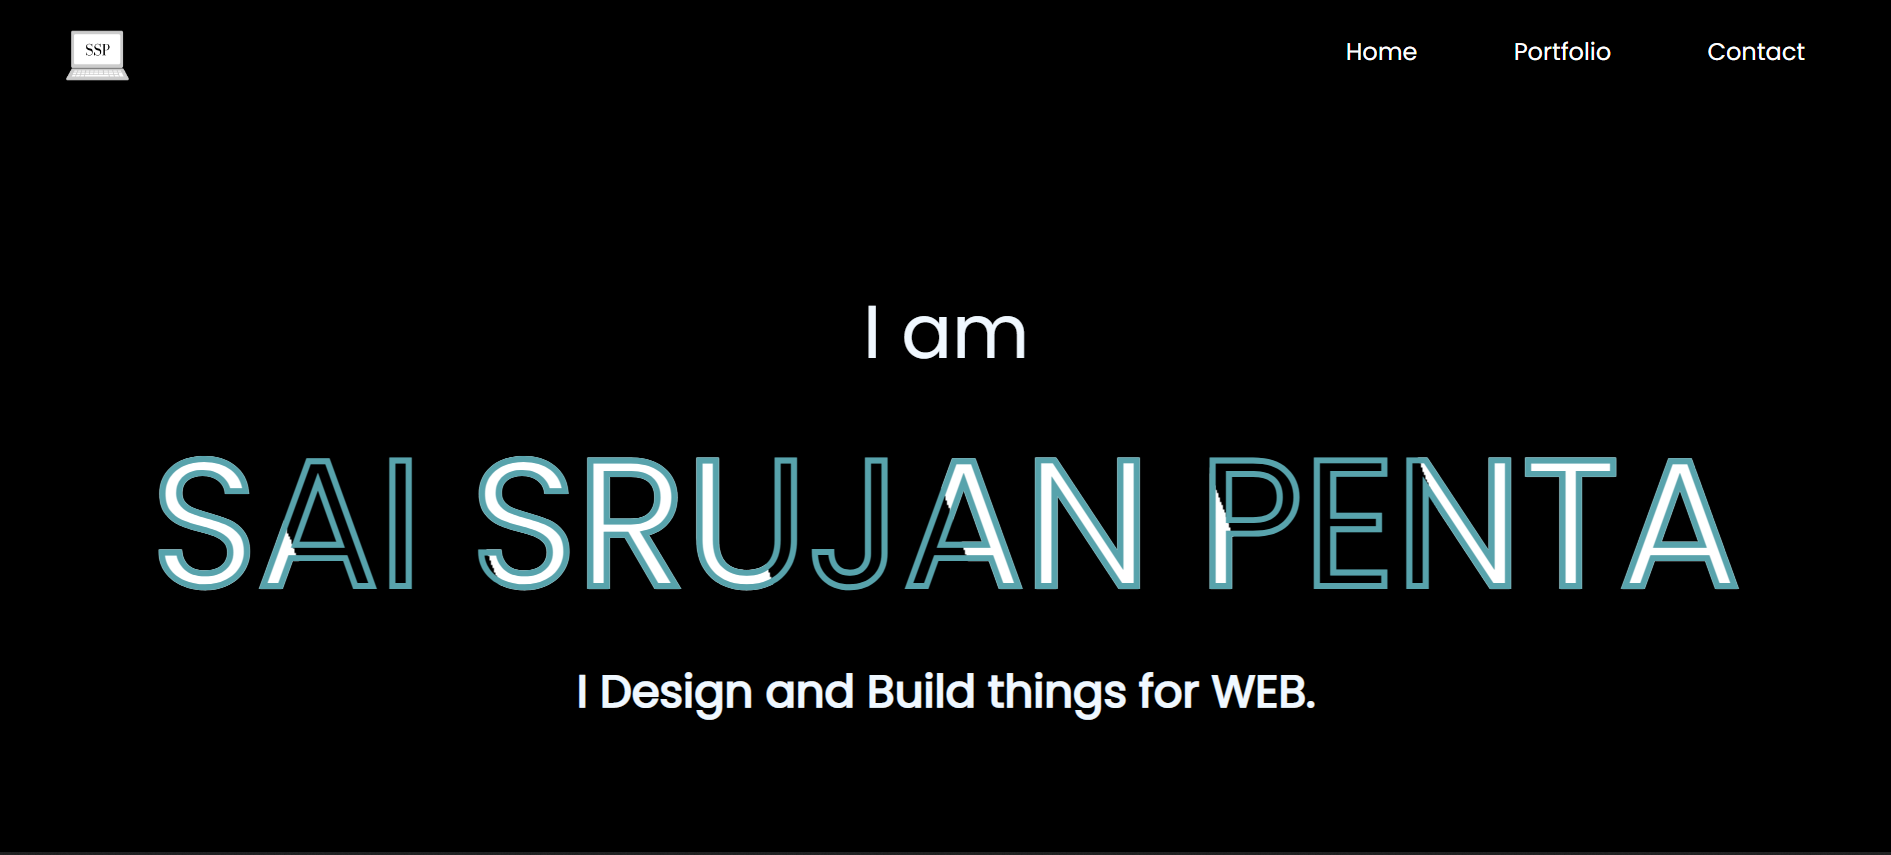 SSP
Home Portfolio Contact
I am
SAI SRUJAN PENTA
I Design and Build things for WEB.